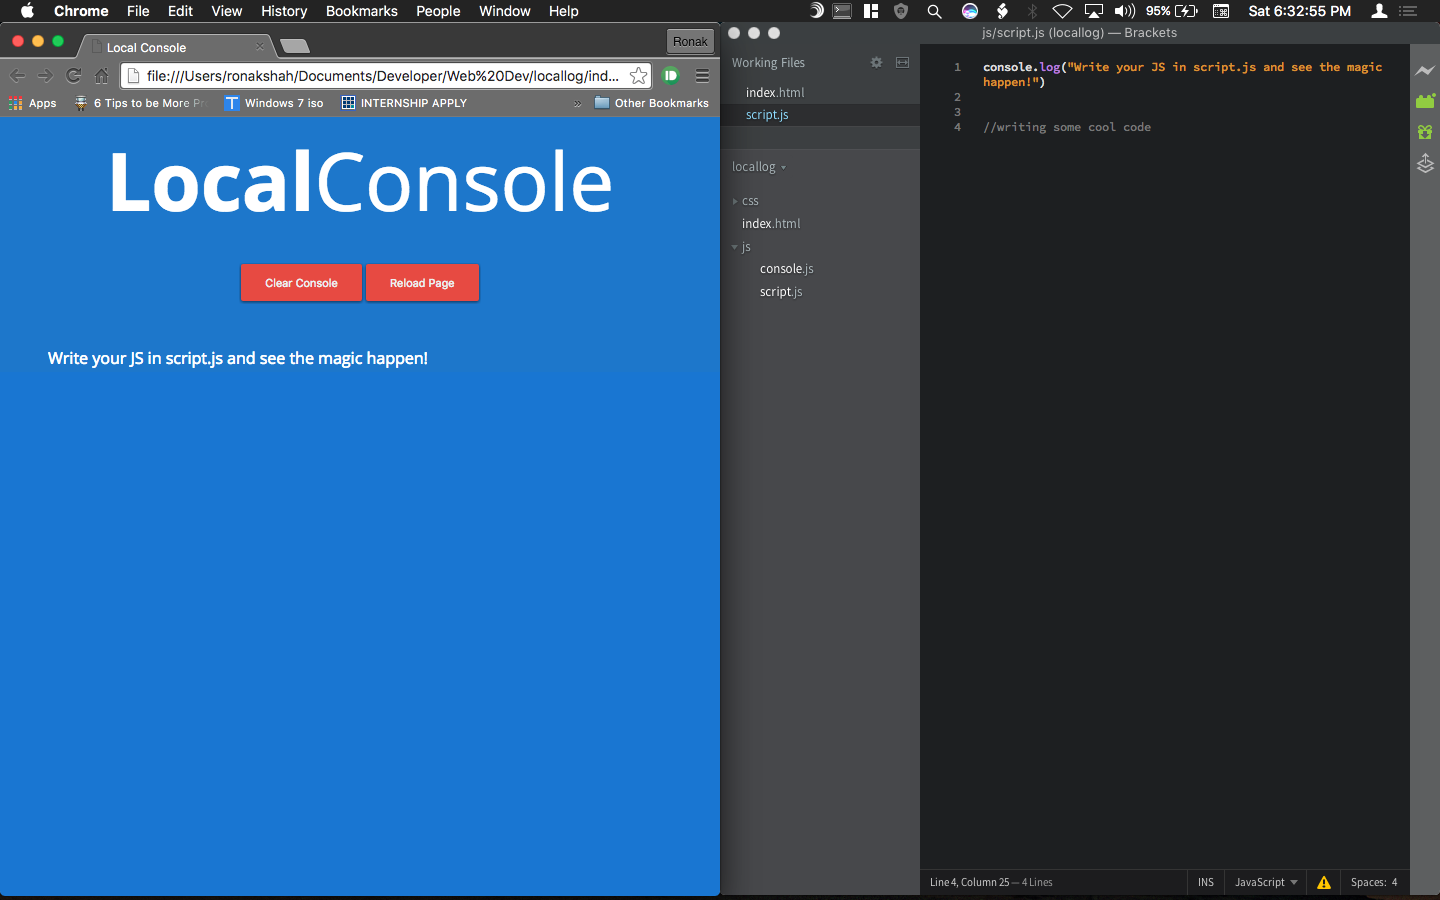 Chrome File Edit View History Bookmarks People Window Help
95% Sat 6:32:55 PM
Local Console
Ronak
file:///Users/ronakshah/Documents/Developer/Web%20Dev/locallog/ind...
Apps 6 Tips to be More Pr Windows 7 iso INTERNSHIP APPLY » Other Bookmarks
LocalConsole
Clear Console Reload Page
Write your JS in script.js and see the magic happen!
js/script.js (locallog) — Brackets
Working Files
index.html
script.js
locallog
css
index.html
js
console.js
script.js
1 console.log("Write your JS in script.js and see the magic
happen!")
2
3
4 //writing some cool code
Line 4, Column 25 — 4 Lines INS JavaScript Spaces: 4